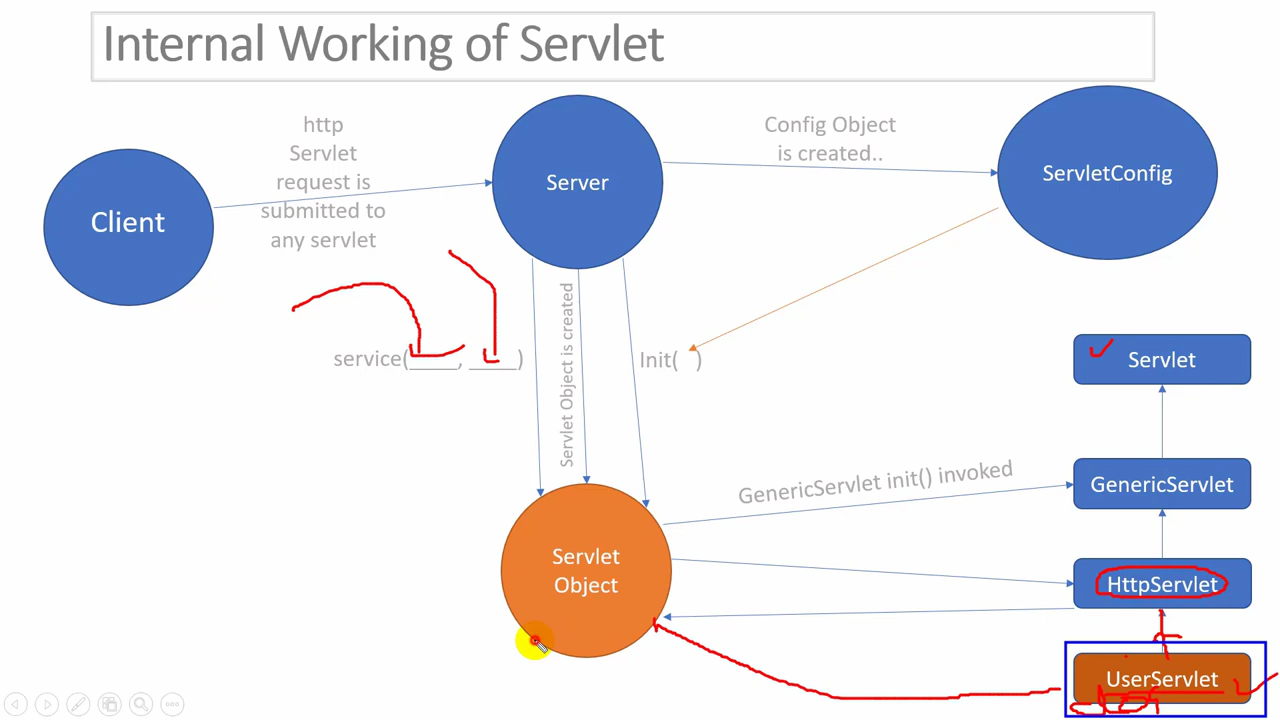 Internal Working of Servlet
http
Servlet
request is
submitted to
any servlet
Client
Server
Config Object
is created..
ServletConfig
service(_____, _____)
Servlet Object is created
Init(   )
Servlet
GenericServlet init() invoked
GenericServlet
Servlet
Object
HttpServlet
UserServlet